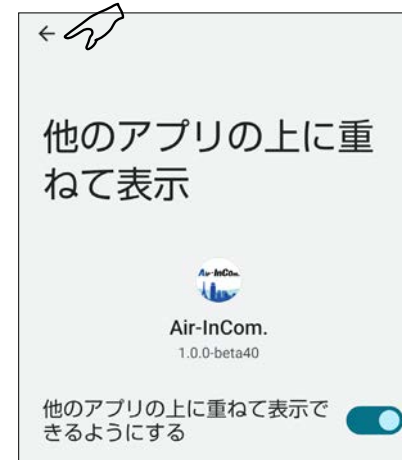 他のアプリの上に重
ねて表示
Air-InCom.
Air-InCom.
1.0.0-beta40
他のアプリの上に重ねて表示で
きるようにする